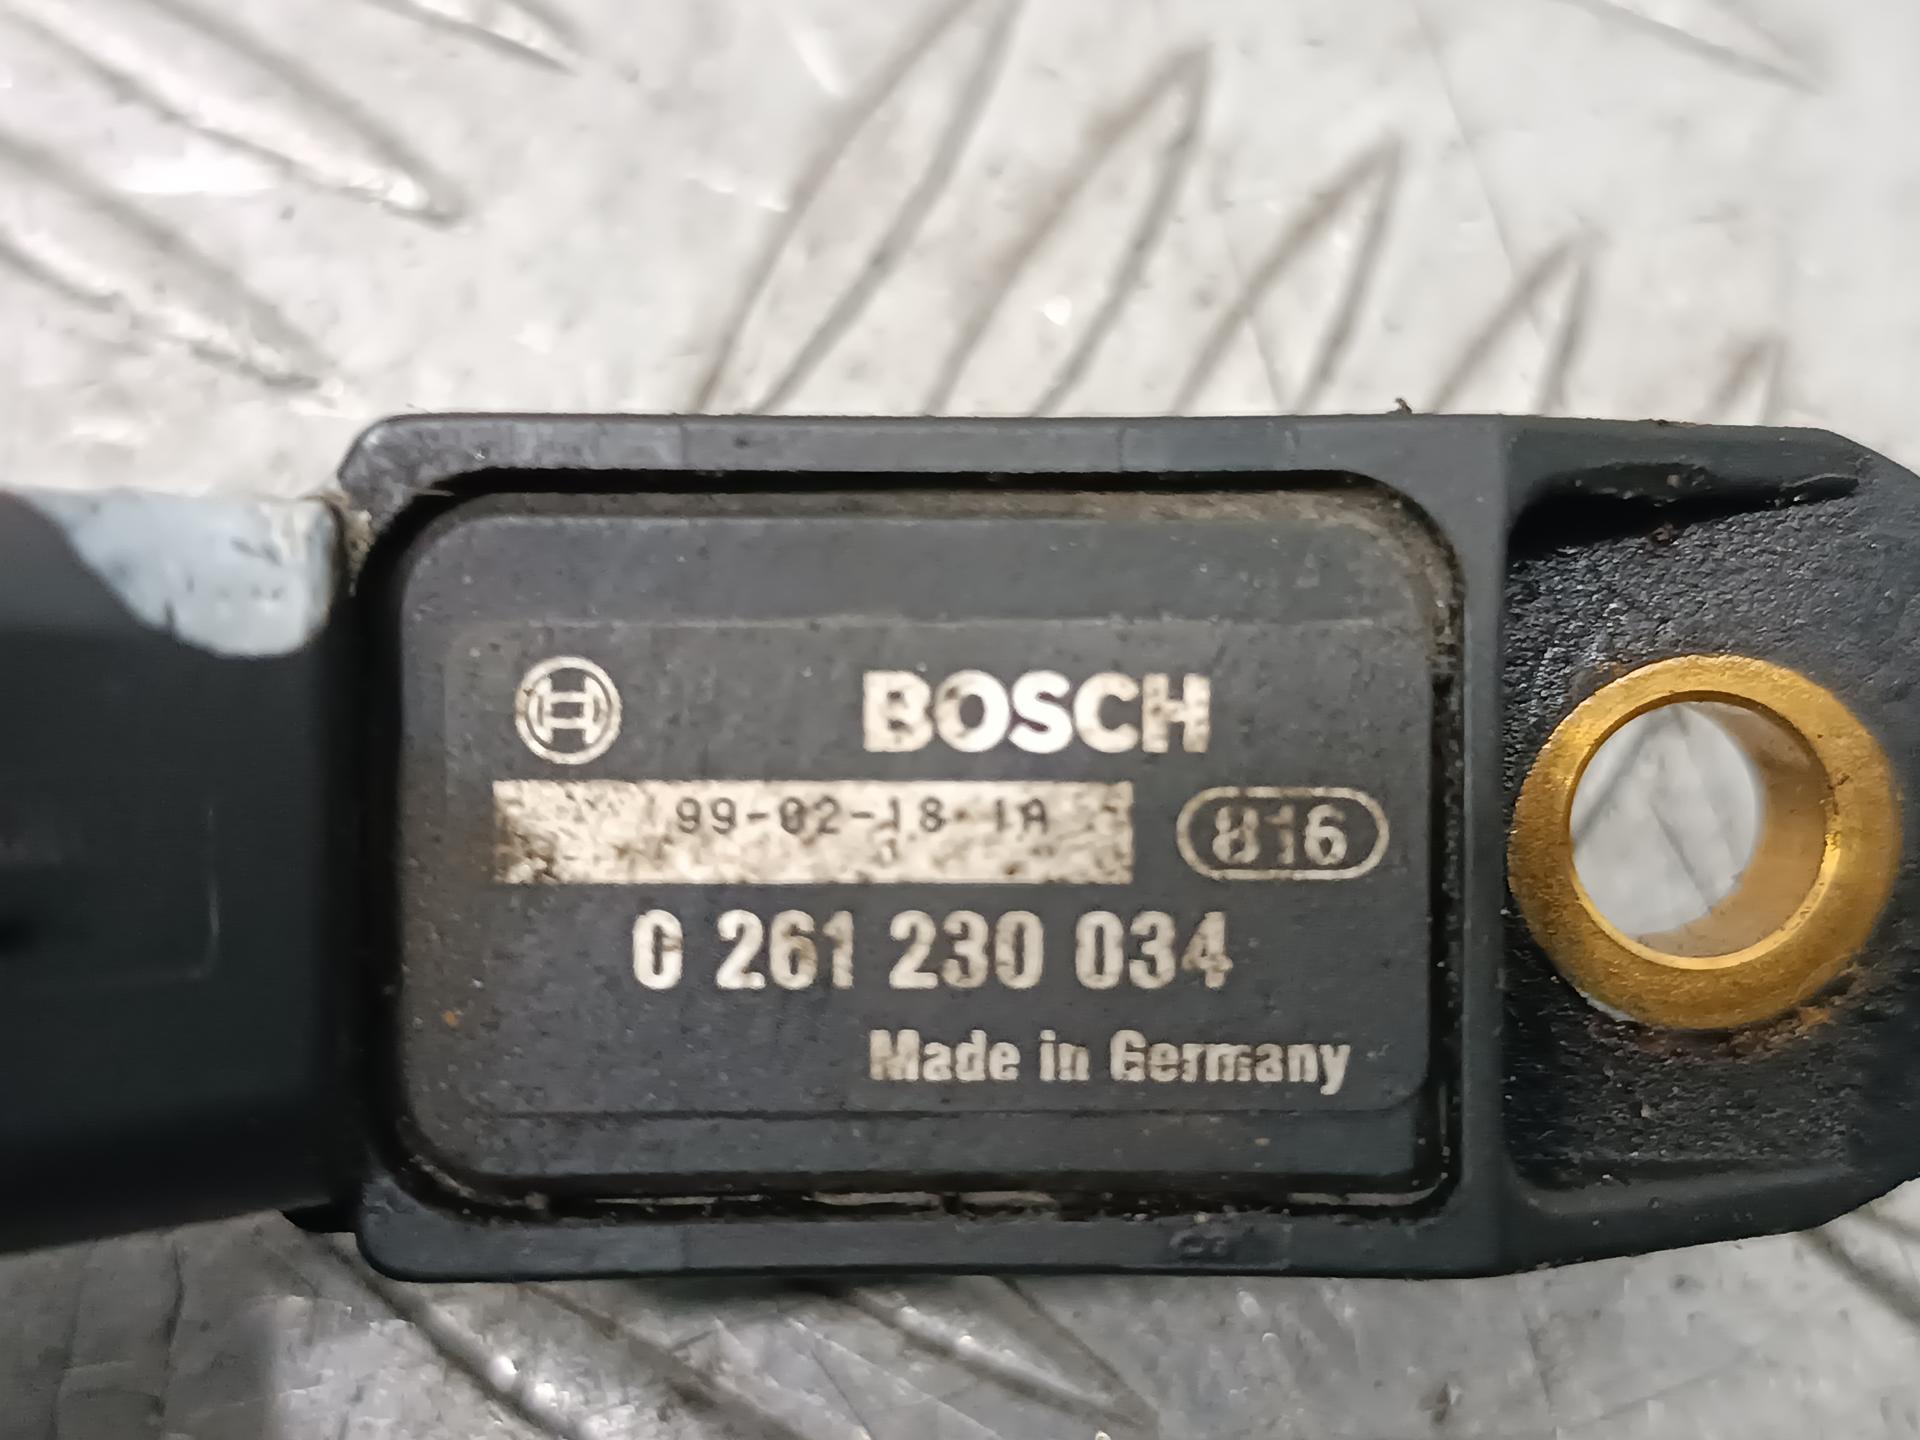 BOSCH
99-02-18 1A
816
0 261 230 034
Made in Germany